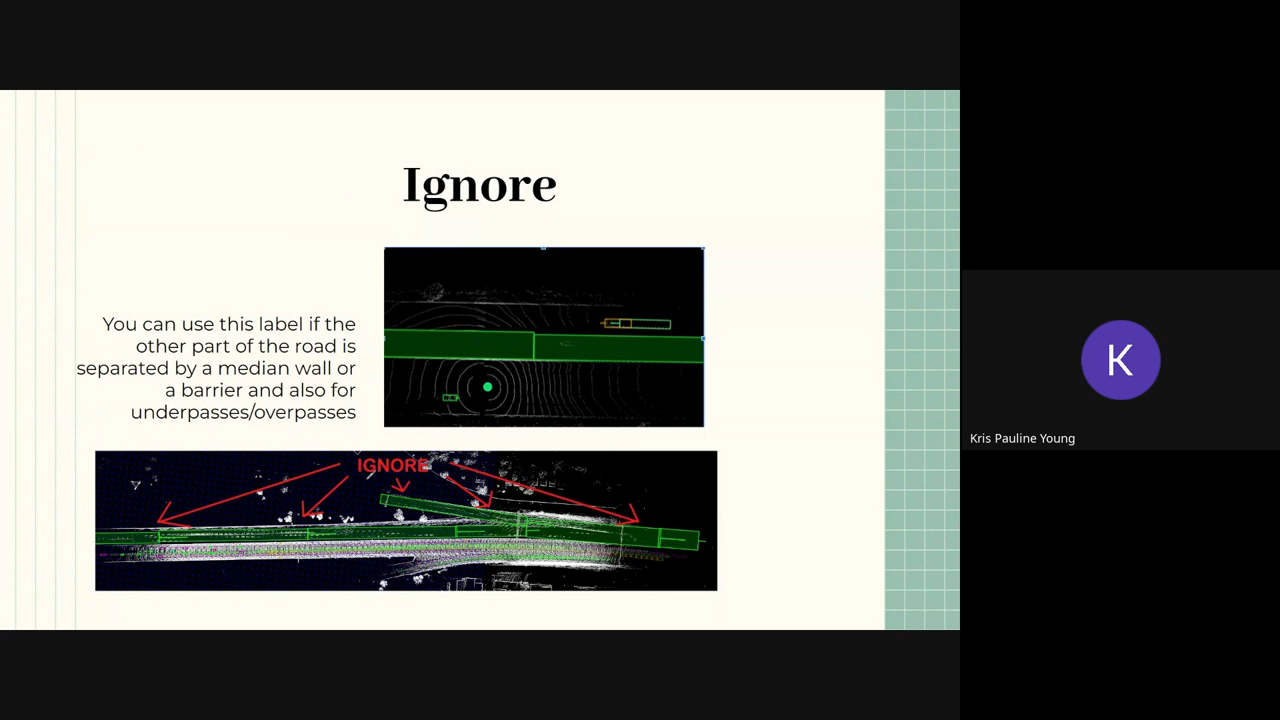 Ignore
You can use this label if the
other part of the road is
separated by a median wall or
a barrier and also for
underpasses/overpasses
IGNORE
K
Kris Pauline Young